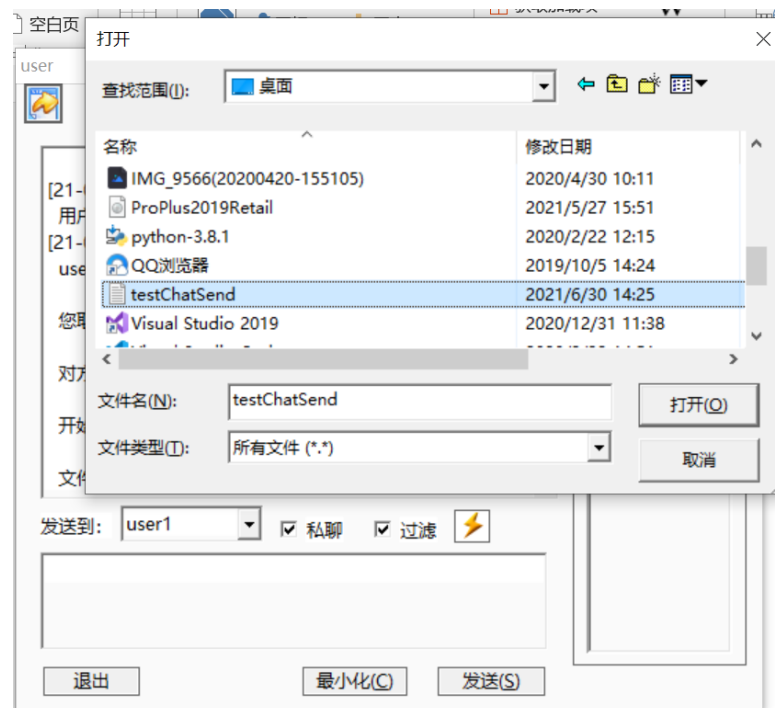 空白页
打开
user
查找范围(I):
桌面
名称
修改日期
IMG_9566(20200420-155105)
2020/4/30 10:11
ProPlus2019Retail
2021/5/27 15:51
python-3.8.1
2020/2/22 12:15
QQ浏览器
2019/10/5 14:24
testChatSend
2021/6/30 14:25
Visual Studio 2019
2020/12/31 11:38
[21-
用户
[21-
use
您取
对方
开始
文件
文件名(N):
testChatSend
打开(O)
文件类型(T):
所有文件 (*.*)
取消
发送到:
user1
私聊
过滤
退出
最小化(C)
发送(S)